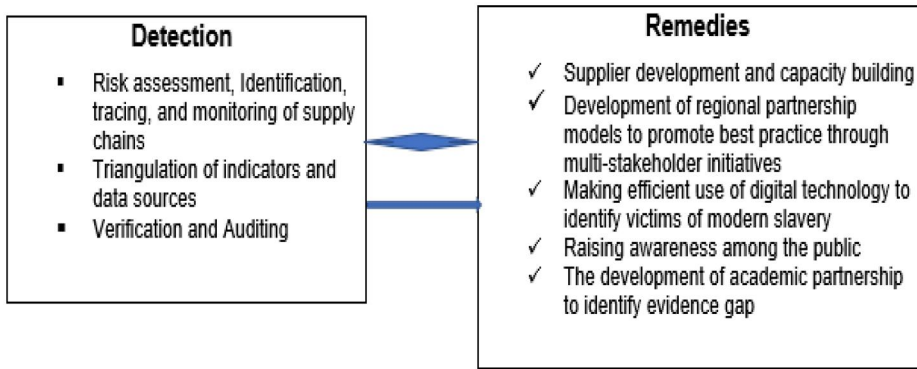 Detection
▪ Risk assessment, Identification,
tracing, and monitoring of supply
chains
▪ Triangulation of indicators and
data sources
▪ Verification and Auditing
Remedies
✓ Supplier development and capacity building
✓ Development of regional partnership
models to promote best practice through
multi-stakeholder initiatives
✓ Making efficient use of digital technology to
identify victims of modern slavery
✓ Raising awareness among the public
✓ The development of academic partnership
to identify evidence gap